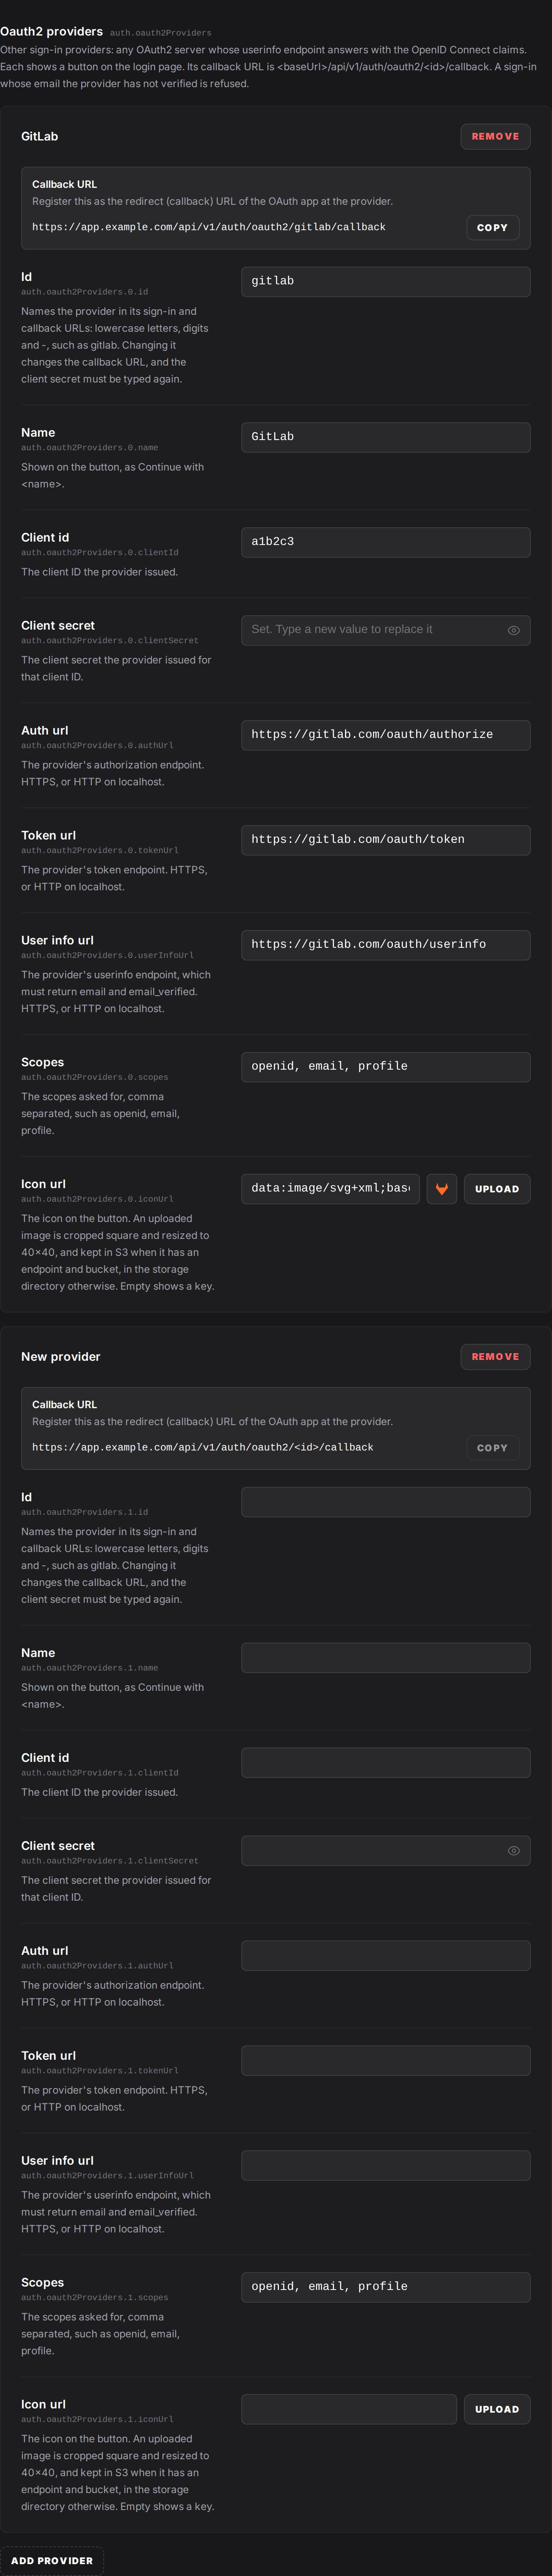 Oauth2 providers auth.oauth2Providers
Other sign-in providers: any OAuth2 server whose userinfo endpoint answers with the OpenID Connect claims.
Each shows a button on the login page. Its callback URL is <baseUrl>/api/v1/auth/oauth2/<id>/callback. A sign-in
whose email the provider has not verified is refused.
GitLab
REMOVE
Callback URL
Register this as the redirect (callback) URL of the OAuth app at the provider.
https://app.example.com/api/v1/auth/oauth2/gitlab/callback
COPY
Id
auth.oauth2Providers.0.id
Names the provider in its sign-in and
callback URLs: lowercase letters, digits
and -, such as gitlab. Changing it
changes the callback URL, and the
client secret must be typed again.
gitlab
Name
auth.oauth2Providers.0.name
Shown on the button, as Continue with
<name>.
GitLab
Client id
auth.oauth2Providers.0.clientId
The client ID the provider issued.
a1b2c3
Client secret
auth.oauth2Providers.0.clientSecret
The client secret the provider issued for
that client ID.
Set. Type a new value to replace it
Auth url
auth.oauth2Providers.0.authUrl
The provider's authorization endpoint.
HTTPS, or HTTP on localhost.
https://gitlab.com/oauth/authorize
Token url
auth.oauth2Providers.0.tokenUrl
The provider's token endpoint. HTTPS,
or HTTP on localhost.
https://gitlab.com/oauth/token
User info url
auth.oauth2Providers.0.userInfoUrl
The provider's userinfo endpoint, which
must return email and email_verified.
HTTPS, or HTTP on localhost.
https://gitlab.com/oauth/userinfo
Scopes
auth.oauth2Providers.0.scopes
The scopes asked for, comma
separated, such as openid, email,
profile.
openid, email, profile
Icon url
auth.oauth2Providers.0.iconUrl
The icon on the button. An uploaded
image is cropped square and resized to
40×40, and kept in S3 when it has an
endpoint and bucket, in the storage
directory otherwise. Empty shows a key.
data:image/svg+xml;base
UPLOAD
New provider
REMOVE
Callback URL
Register this as the redirect (callback) URL of the OAuth app at the provider.
https://app.example.com/api/v1/auth/oauth2/<id>/callback
COPY
Id
auth.oauth2Providers.1.id
Names the provider in its sign-in and
callback URLs: lowercase letters, digits
and -, such as gitlab. Changing it
changes the callback URL, and the
client secret must be typed again.
Name
auth.oauth2Providers.1.name
Shown on the button, as Continue with
<name>.
Client id
auth.oauth2Providers.1.clientId
The client ID the provider issued.
Client secret
auth.oauth2Providers.1.clientSecret
The client secret the provider issued for
that client ID.
Auth url
auth.oauth2Providers.1.authUrl
The provider's authorization endpoint.
HTTPS, or HTTP on localhost.
Token url
auth.oauth2Providers.1.tokenUrl
The provider's token endpoint. HTTPS,
or HTTP on localhost.
User info url
auth.oauth2Providers.1.userInfoUrl
The provider's userinfo endpoint, which
must return email and email_verified.
HTTPS, or HTTP on localhost.
Scopes
auth.oauth2Providers.1.scopes
The scopes asked for, comma
separated, such as openid, email,
profile.
openid, email, profile
Icon url
auth.oauth2Providers.1.iconUrl
The icon on the button. An uploaded
image is cropped square and resized to
40×40, and kept in S3 when it has an
endpoint and bucket, in the storage
directory otherwise. Empty shows a key.
UPLOAD
ADD PROVIDER